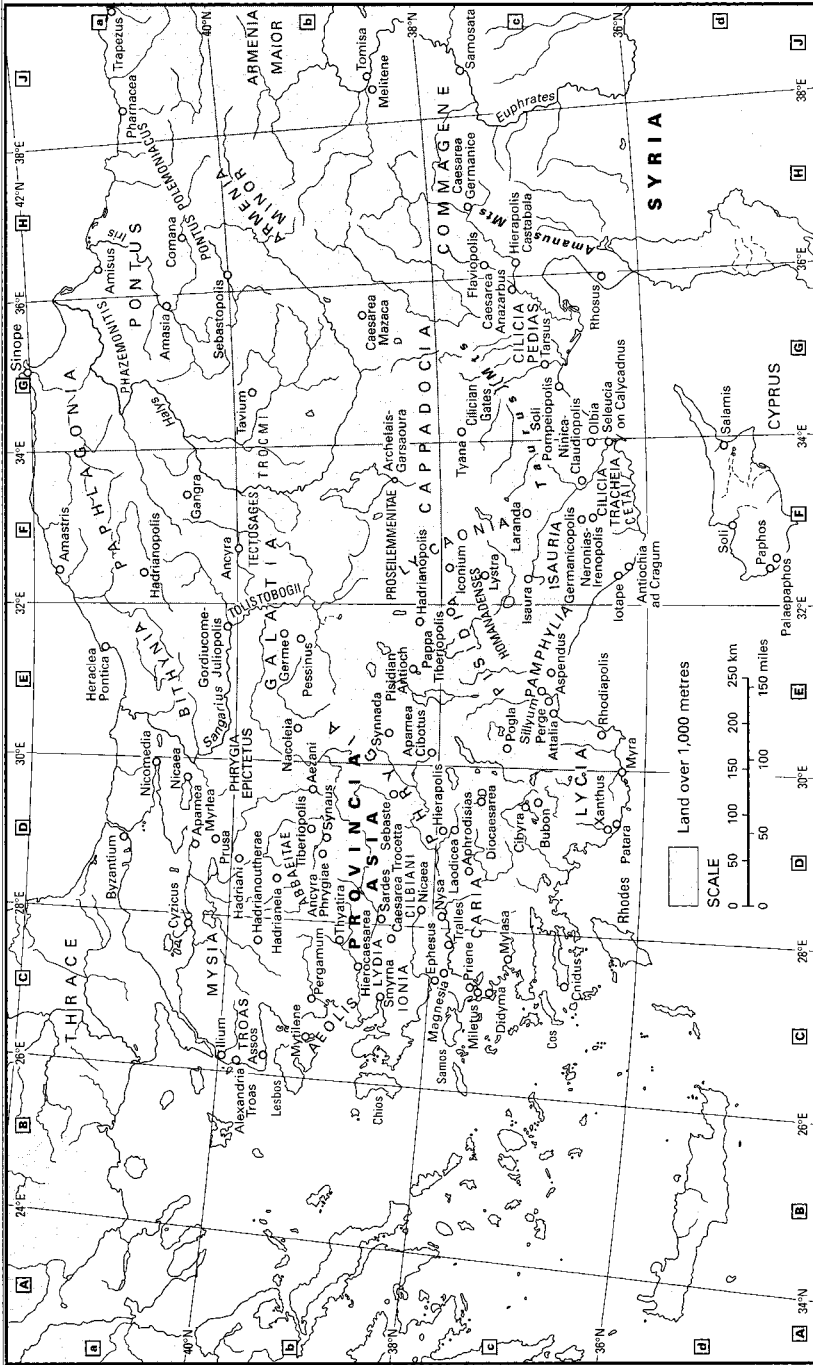 A
B
C
D
E
F
G
H
J
a
b
c
d
24°E
26°E
28°E
30°E
32°E
34°E
36°E
38°E
42°N
40°N
38°N
36°N
34°N
THRACE
Byzantium
Cyzicus
Nicomedia
Nicaea
Apamea
Myrlea
Prusa
Heraclea
Pontica
BITHYNIA
Amastris
PAPHLAGONIA
Hadrianopolis
Gangra
Sinope
PHAZEMONITIS
Halys
Amisus
Iris
PONTUS
Amasia
Comana
PONTUS POLEMONIACUS
Sebastopolis
Pharnacea
Trapezus
ARMENIA
MINOR
ARMENIA
MAIOR
Tomisa
Melitene
Samosata
Ilium
TROAS
Alexandria
Troas
Assos
MYSIA
Hadriani
Hadrianoutherae
Hadrianeia
ABBAEITAE
PHRYGIA
EPICTETUS
Sangarius
Gordiucome-
Juliopolis
TOLISTOBOGII
Ancyra
TECTOSAGES
TROCMI
Tavium
GALATIA
Germe
Pessinus
Nacoleia
Aezani
Tiberiopolis
Synaus
Ancyra
Phrygiae
Lesbos
Mytilene
AEOLIS
Pergamum
Thyatira
Hierocaesarea
PROVINCIA
ASIA
LYDIA
Sardes
Smyrna
IONIA
Caesarea Trocetta
CILBIANI
Sebaste
Synnada
PHRYGIA
Pisidian
Antioch
Apamea
Cibotus
Chios
Samos
Ephesus
Magnesia
Nicaea
Nysa
Tralles
Hierapolis
Laodicea
Aphrodisias
CARIA
Priene
Miletus
Didyma
Mylasa
Cos
Cnidus
Rhodes
Diocaesarea
Cibyra
Bubon
LYCIA
Xanthus
Patara
Myra
Rhodiapolis
Pogla
Sillyum
Perge
Attalia
PAMPHYLIA
Aspendus
PISIDIA
HOMANADENSES
Pappa
Tiberiopolis
Hadrianopolis
PROSEILEMMENITAE
LYCAONIA
Iconium
Lystra
Isaura
Laranda
ISAURIA
Germanicopolis
Neronias-
Irenopolis
Iotape
Antiochia
ad Cragum
CILICIA
TRACHEIA
CETAI
Ninica-
Claudiopolis
Olbia
Seleucia
on Calycadnus
Soli
Pompeiopolis
Archelais-
Garsaoura
CAPPADOCIA
Caesarea
Mazaca
Tyana
Cilician
Gates
Taurus Mts
CILICIA
PEDIAS
Tarsus
Flaviopolis
Caesarea
Anazarbus
Hierapolis
Castabala
Rhosus
COMMAGENE
Caesarea
Germanice
Amanus Mts
Euphrates
SYRIA
Soli
Paphos
Palaepaphos
Salamis
CYPRUS
Land over 1,000 metres
SCALE
0 50 100 150 200 250 km
0 50 100 150 miles